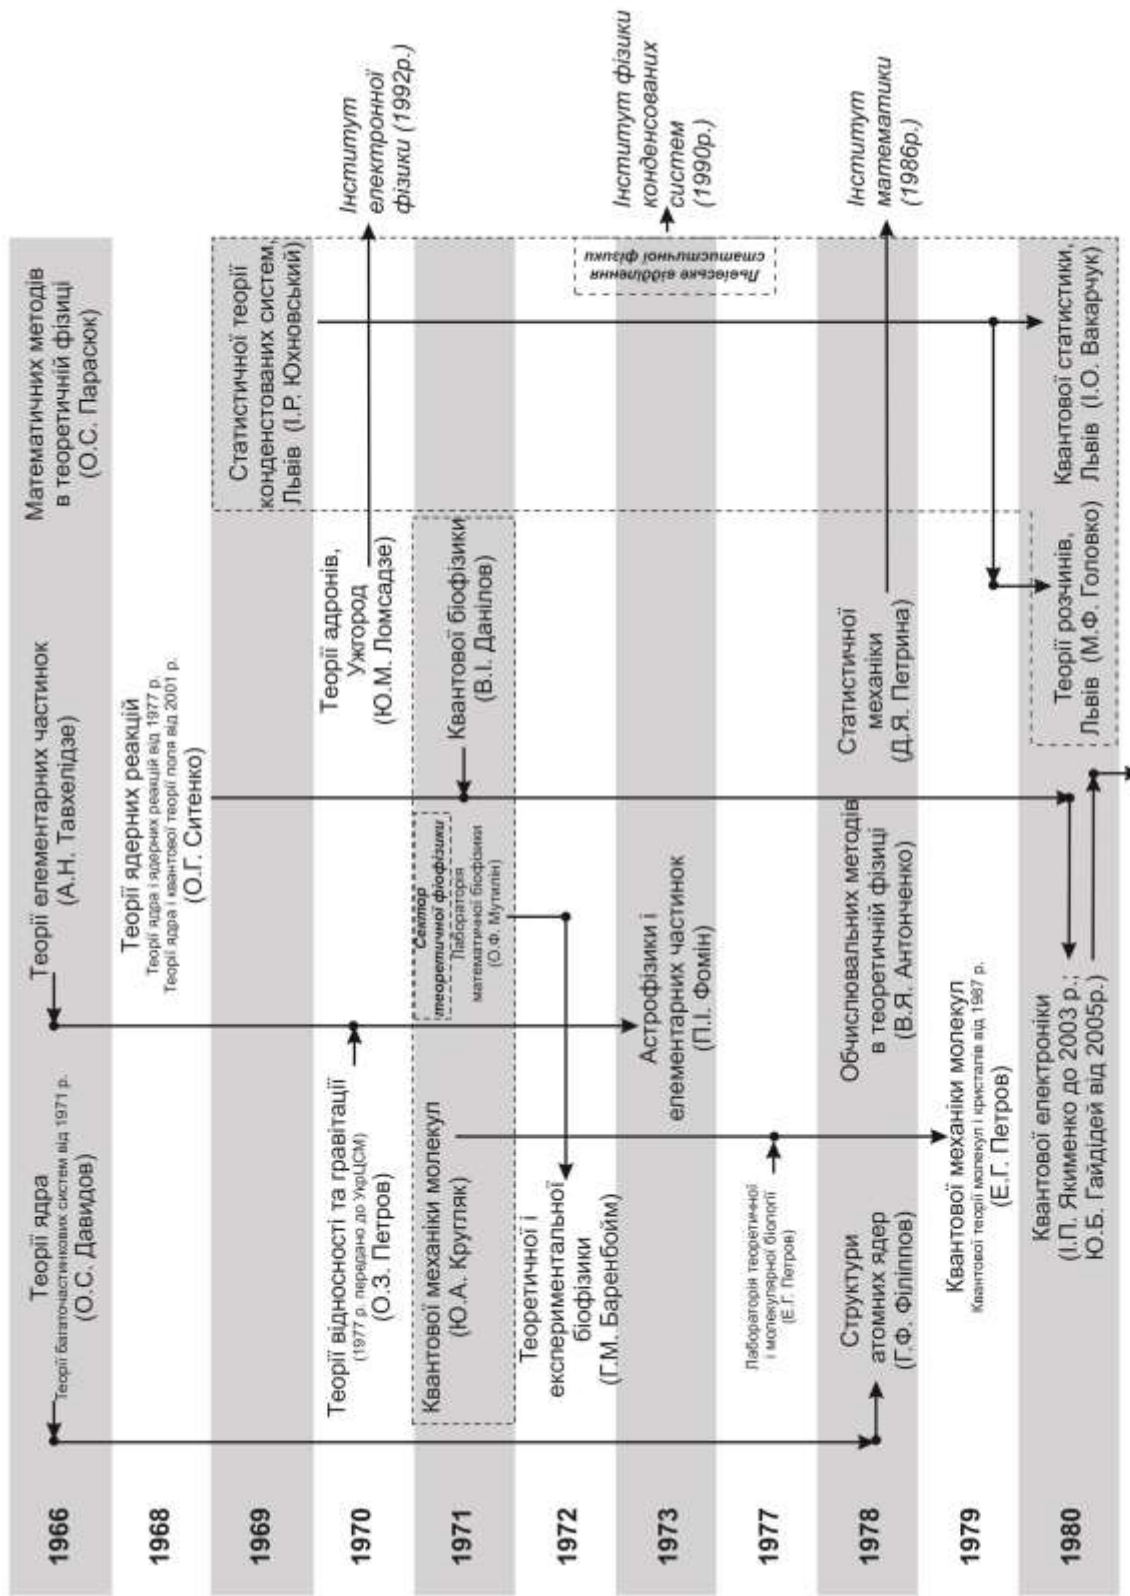 1966
Теорії ядра
Теорії багаточастинкових систем від 1971 р.
(О.С. Давидов)
Теорії елементарних частинок
(А.Н. Тавхелідзе)
Математичних методів
в теоретичній фізиці
(О.С. Парасюк)
1968
Теорії ядерних реакцій
Теорії ядра і ядерних реакцій від 1977 р.
Теорії ядра і квантової теорії поля від 2001 р.
(О.Г. Ситенко)
1969
Статистичної теорії
конденстованих систем,
Львів (І.Р. Юхновський)
1970
Теорії відносності та гравітації
(1977 р. передано до УкрЦСМ)
(О.З. Петров)
Теорії адронів,
Ужгород
(Ю.М. Ломсадзе)
Інститут
електронної
фізики (1992р.)
1971
Квантової механіки молекул
(Ю.А. Кругляк)
Сектор
теоретичної біофізики
Лабораторія
математичної біофізики
(О.Ф. Мутилін)
Квантової біофізики
(В.І. Данілов)
1972
Теоретичної і
експериментальної
біофізики
(Г.М. Баренбойм)
1973
Астрофізики і
елементарних частинок
(П.І. Фомін)
Львівське відділення
статистичної фізики
Інститут фізики
конденсованих
систем
(1990р.)
1977
Лабораторія теоретичної
і молекулярної біології
(Е.Г. Петров)
1978
Структури
атомних ядер
(Г.Ф. Філіппов)
Обчислювальних методів
в теоретичній фізиці
(В.Я. Антонченко)
Статистичної
механіки
(Д.Я. Петрина)
Інститут
математики
(1986р.)
1979
Квантової механіки молекул
Квантової теорії молекул і кристалів від 1987 р.
(Е.Г. Петров)
1980
Квантової електроніки
(І.П. Якименко до 2003 р.;
Ю.Б. Гайдідей від 2005р.)
Теорії розчинів,
Львів (М.Ф. Головко)
Квантової статистики,
Львів (І.О. Вакарчук)